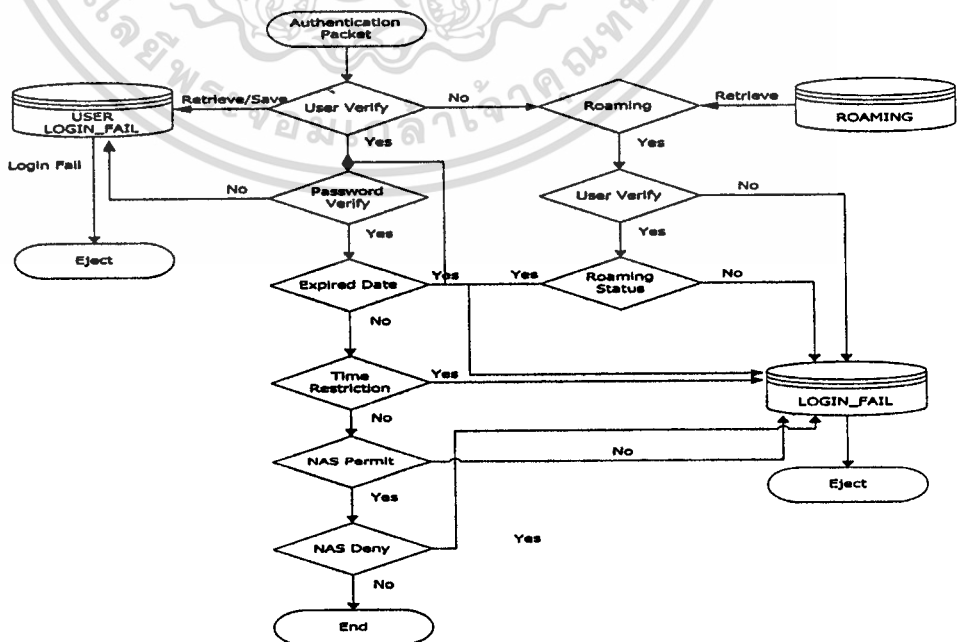 Authentication
Packet
Retrieve/Save
User Verify
No
Roaming
Retrieve
USER
LOGIN_FAIL
ROAMING
Yes
Yes
Login Fail
No
Password
Verify
User Verify
No
Yes
Yes
Eject
Expired Date
Yes
Yes
Roaming
Status
No
No
Time
Restriction
Yes
LOGIN_FAIL
No
NAS Permit
No
Eject
Yes
NAS Deny
Yes
No
End